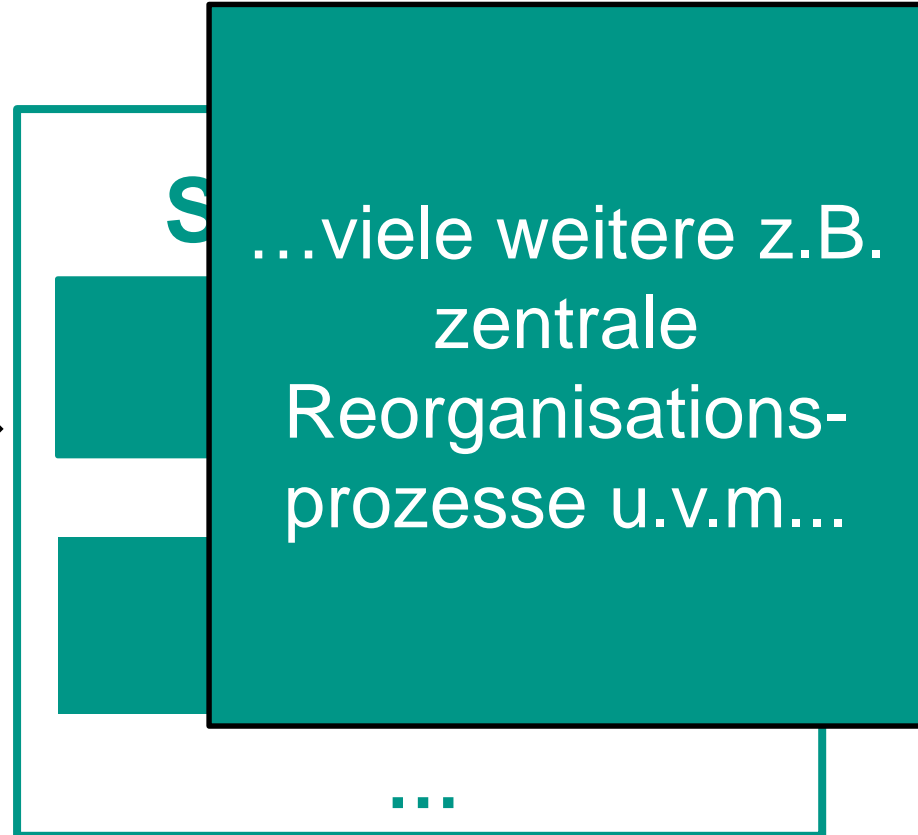 S
…viele weitere z.B.
zentrale
Reorganisations-
prozesse u.v.m...
...